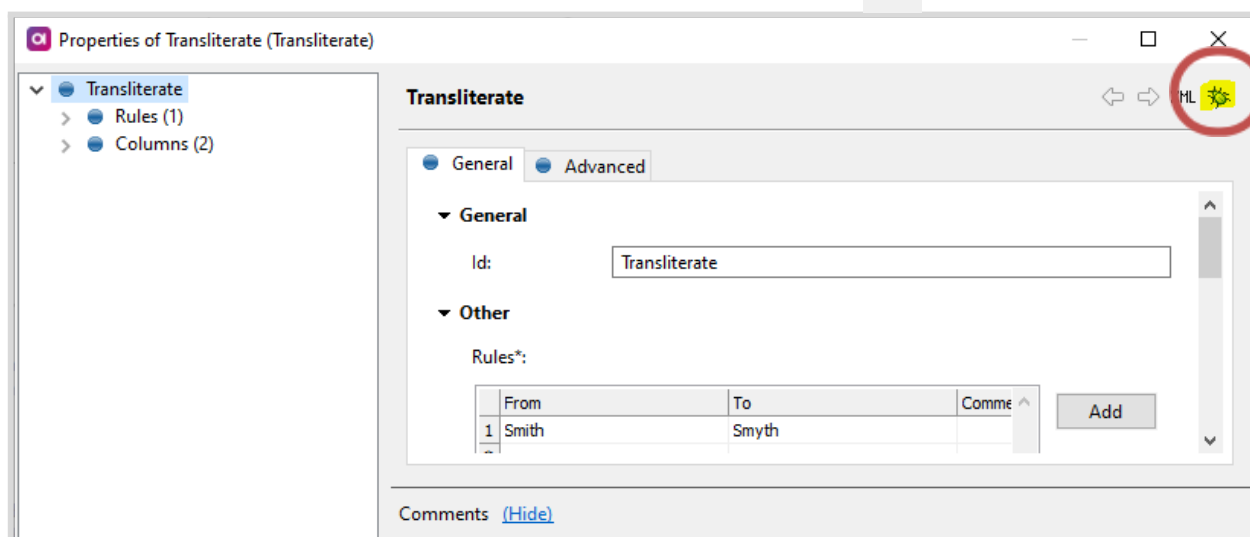 Properties of Transliterate (Transliterate)
Transliterate
Rules (1)
Columns (2)
Transliterate
ML
General
Advanced
General
Id:
Transliterate
Other
Rules*:
From To Comme
1 Smith Smyth
Add
Comments (Hide)